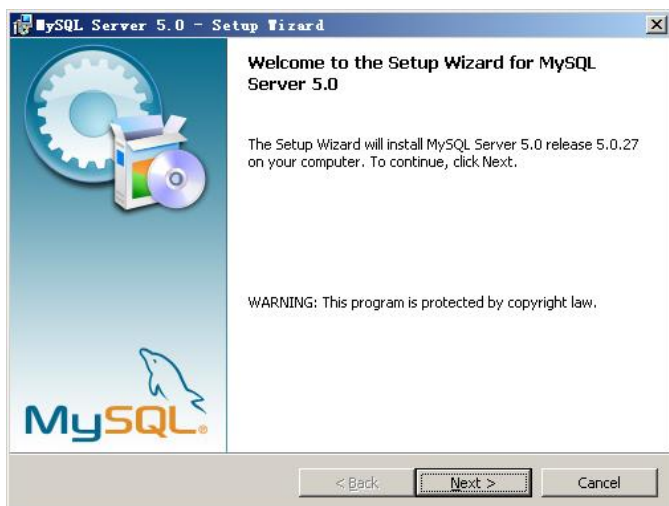 MySQL Server 5.0 - Setup Wizard
Welcome to the Setup Wizard for MySQL
Server 5.0
The Setup Wizard will install MySQL Server 5.0 release 5.0.27
on your computer. To continue, click Next.
WARNING: This program is protected by copyright law.
MySQL®
< Back
Next >
Cancel